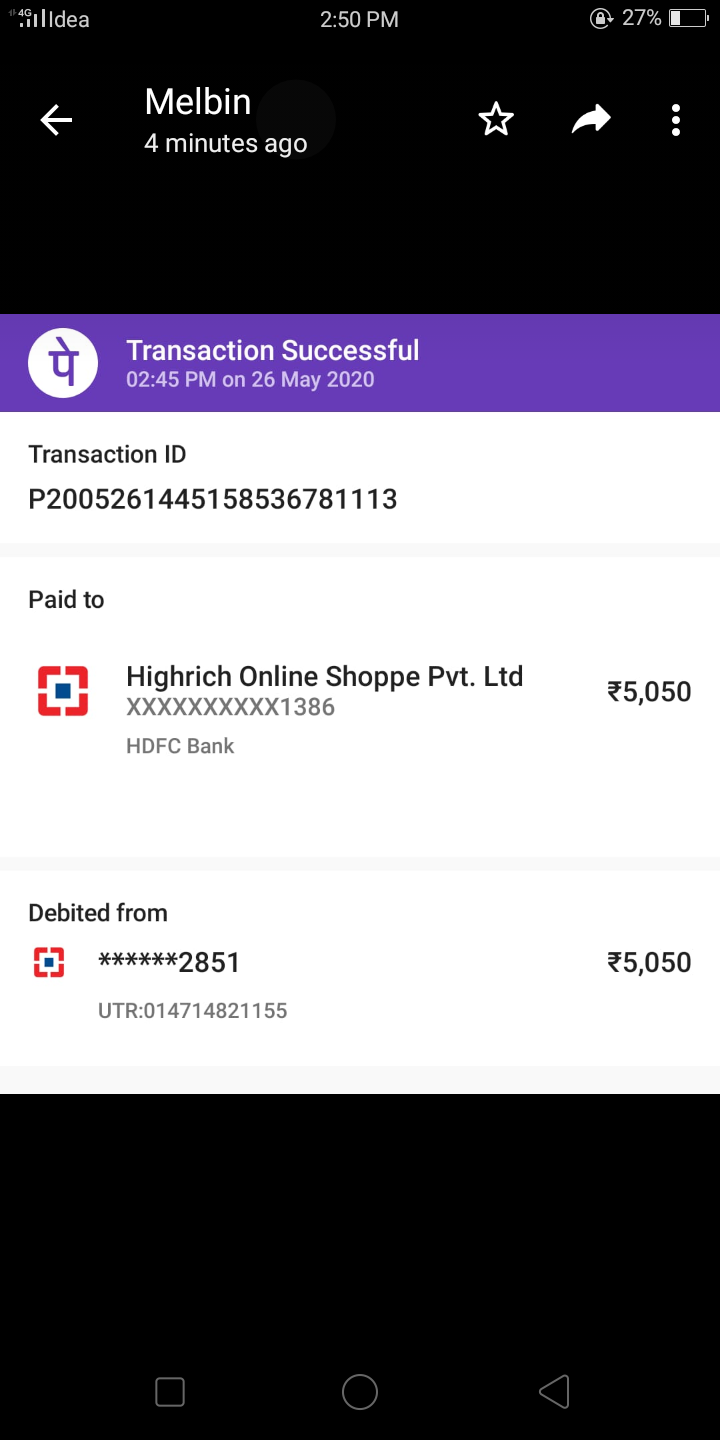 4G Idea 2:50 PM 27%
Melbin
4 minutes ago
पे Transaction Successful
02:45 PM on 26 May 2020
Transaction ID
P2005261445158536781113
Paid to
Highrich Online Shoppe Pvt. Ltd ₹5,050
XXXXXXXXXX1386
HDFC Bank
Debited from
******2851 ₹5,050
UTR:014714821155